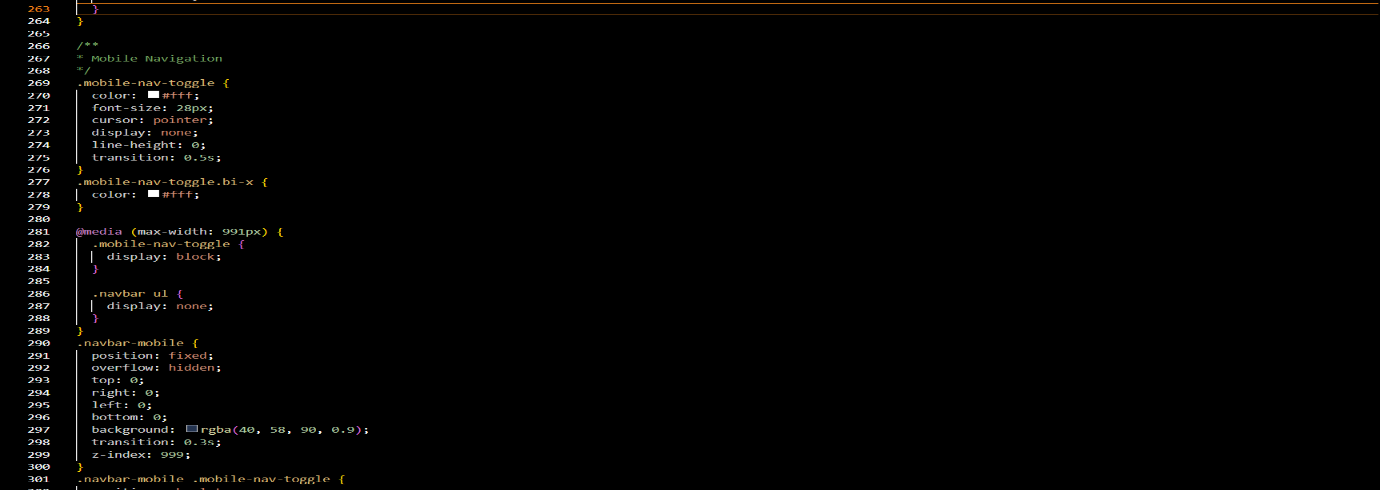 263 }
264 }
265
266 /**
267 * Mobile Navigation
268 */
269 .mobile-nav-toggle {
270 color: #fff;
271 font-size: 28px;
272 cursor: pointer;
273 display: none;
274 line-height: 0;
275 transition: 0.5s;
276 }
277 .mobile-nav-toggle.bi-x {
278 color: #fff;
279 }
280
281 @media (max-width: 991px) {
282 .mobile-nav-toggle {
283 display: block;
284 }
285
286 .navbar ul {
287 display: none;
288 }
289 }
290 .navbar-mobile {
291 position: fixed;
292 overflow: hidden;
293 top: 0;
294 right: 0;
295 left: 0;
296 bottom: 0;
297 background: rgba(40, 58, 90, 0.9);
298 transition: 0.3s;
299 z-index: 999;
300 }
301 .navbar-mobile .mobile-nav-toggle {